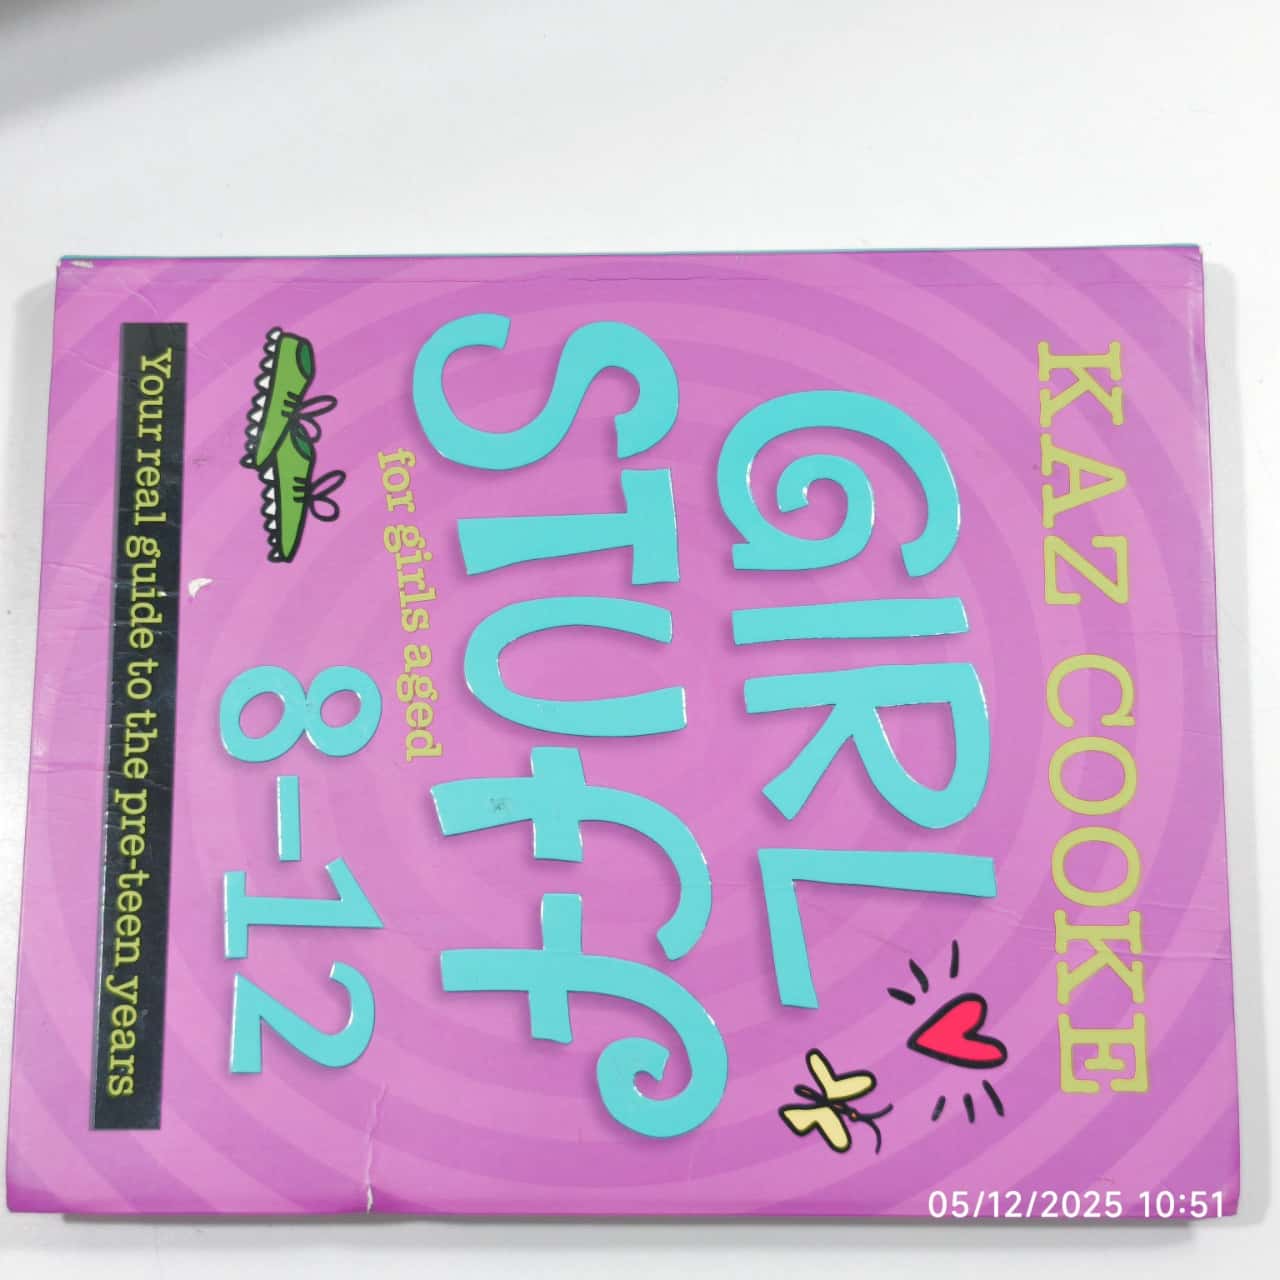 KAZ COOKE
GIRL
STUFF
for girls aged
8-12
Your real guide to the pre-teen years
05/12/2025 10:51